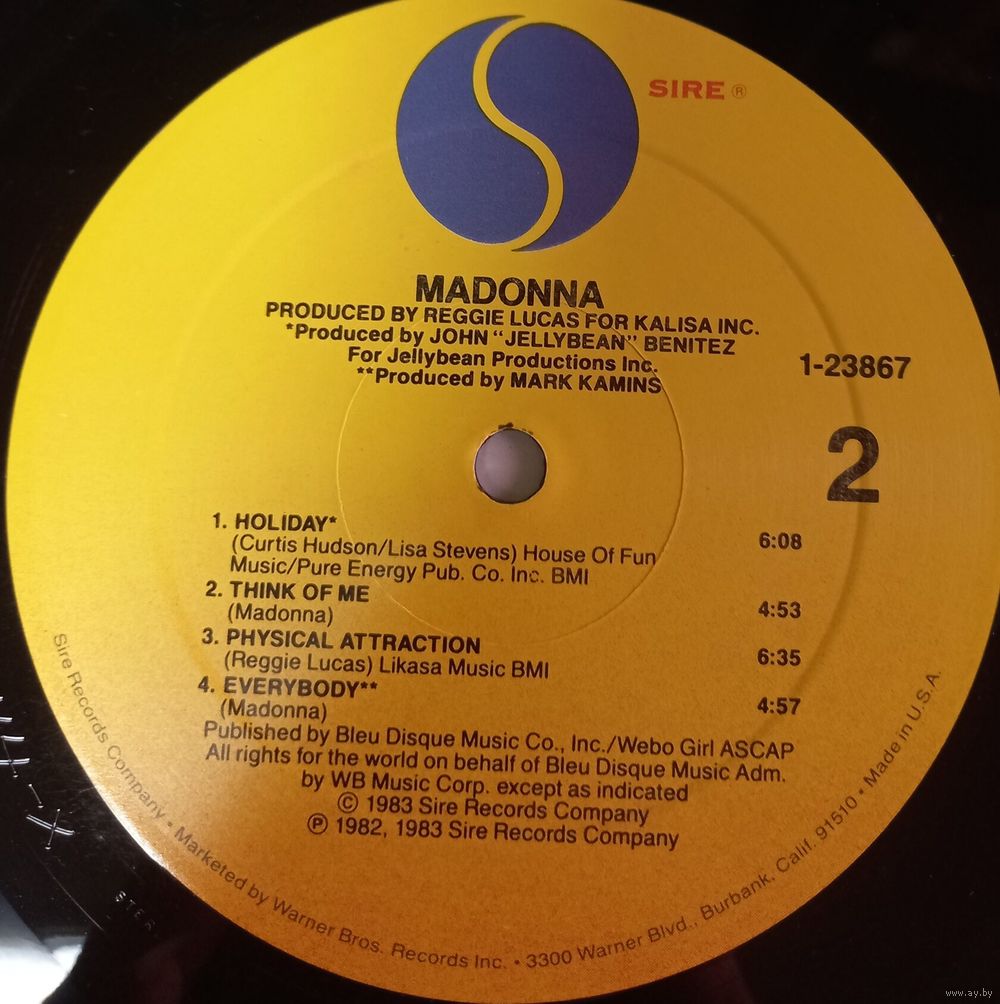 SIRE ®
MADONNA
PRODUCED BY REGGIE LUCAS FOR KALISA INC.
*Produced by JOHN "JELLYBEAN" BENITEZ
For Jellybean Productions Inc.
**Produced by MARK KAMINS
1-23867
2
1. HOLIDAY*
(Curtis Hudson/Lisa Stevens) House Of Fun 6:08
Music/Pure Energy Pub. Co. Inc. BMI
2. THINK OF ME
(Madonna) 4:53
3. PHYSICAL ATTRACTION
(Reggie Lucas) Likasa Music BMI 6:35
4. EVERYBODY**
(Madonna) 4:57
Published by Bleu Disque Music Co., Inc./Webo Girl ASCAP
All rights for the world on behalf of Bleu Disque Music Adm.
by WB Music Corp. except as indicated
© 1983 Sire Records Company
℗ 1982, 1983 Sire Records Company
Sire Records Company • Marketed by Warner Bros. Records Inc. • 3300 Warner Blvd., Burbank, Calif. 91510 • Made in U.S.A.
www.ay.by